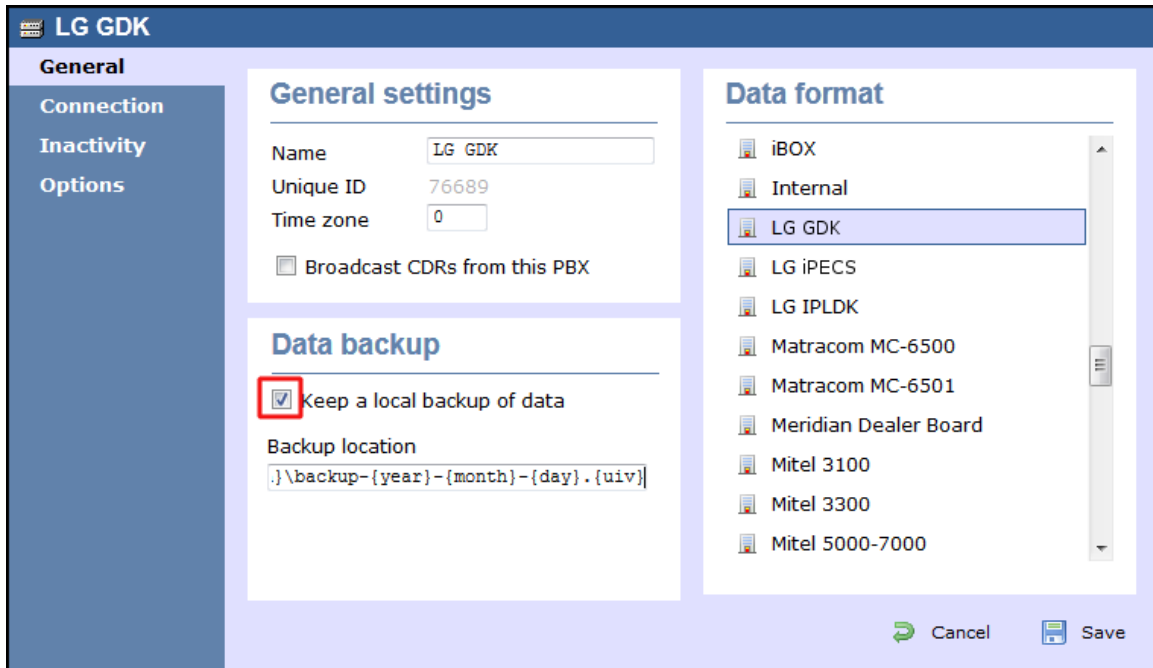 LG GDK
General
Connection
Inactivity
Options
General settings
Name LG GDK
Unique ID 76689
Time zone 0
Broadcast CDRs from this PBX
Data backup
Keep a local backup of data
Backup location
.}\backup-{year}-{month}-{day}.{uiv}
Data format
iBOX
Internal
LG GDK
LG iPECS
LG IPLDK
Matracom MC-6500
Matracom MC-6501
Meridian Dealer Board
Mitel 3100
Mitel 3300
Mitel 5000-7000
Cancel
Save